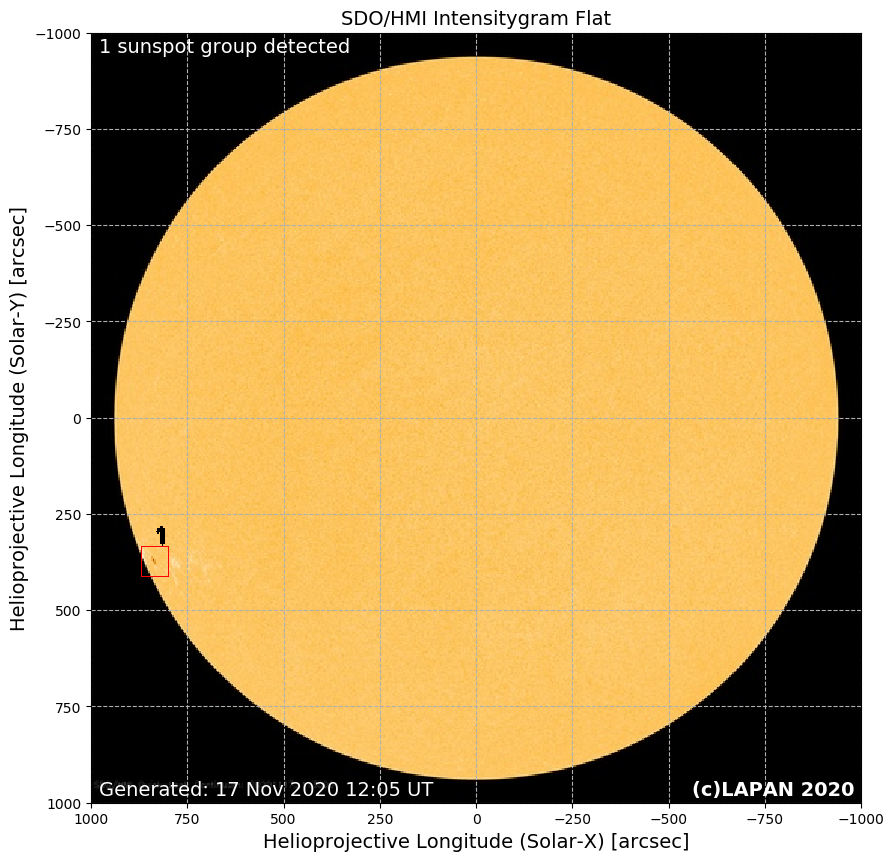 SDO/HMI Intensitygram Flat
1 sunspot group detected
−1000
−750
−500
−250
0
250
500
750
1000
Helioprojective Longitude (Solar-Y) [arcsec]
1
Generated: 17 Nov 2020 12:05 UT
(c)LAPAN 2020
1000 750 500 250 0 −250 −500 −750 −1000
Helioprojective Longitude (Solar-X) [arcsec]